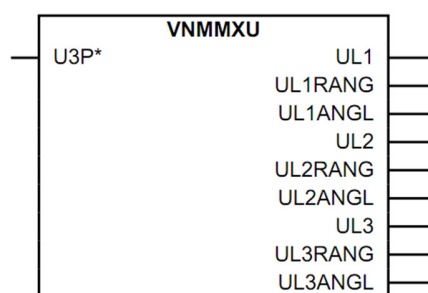 VNMMXU
U3P* UL1
UL1RANG
UL1ANGL
UL2
UL2RANG
UL2ANGL
UL3
UL3RANG
UL3ANGL